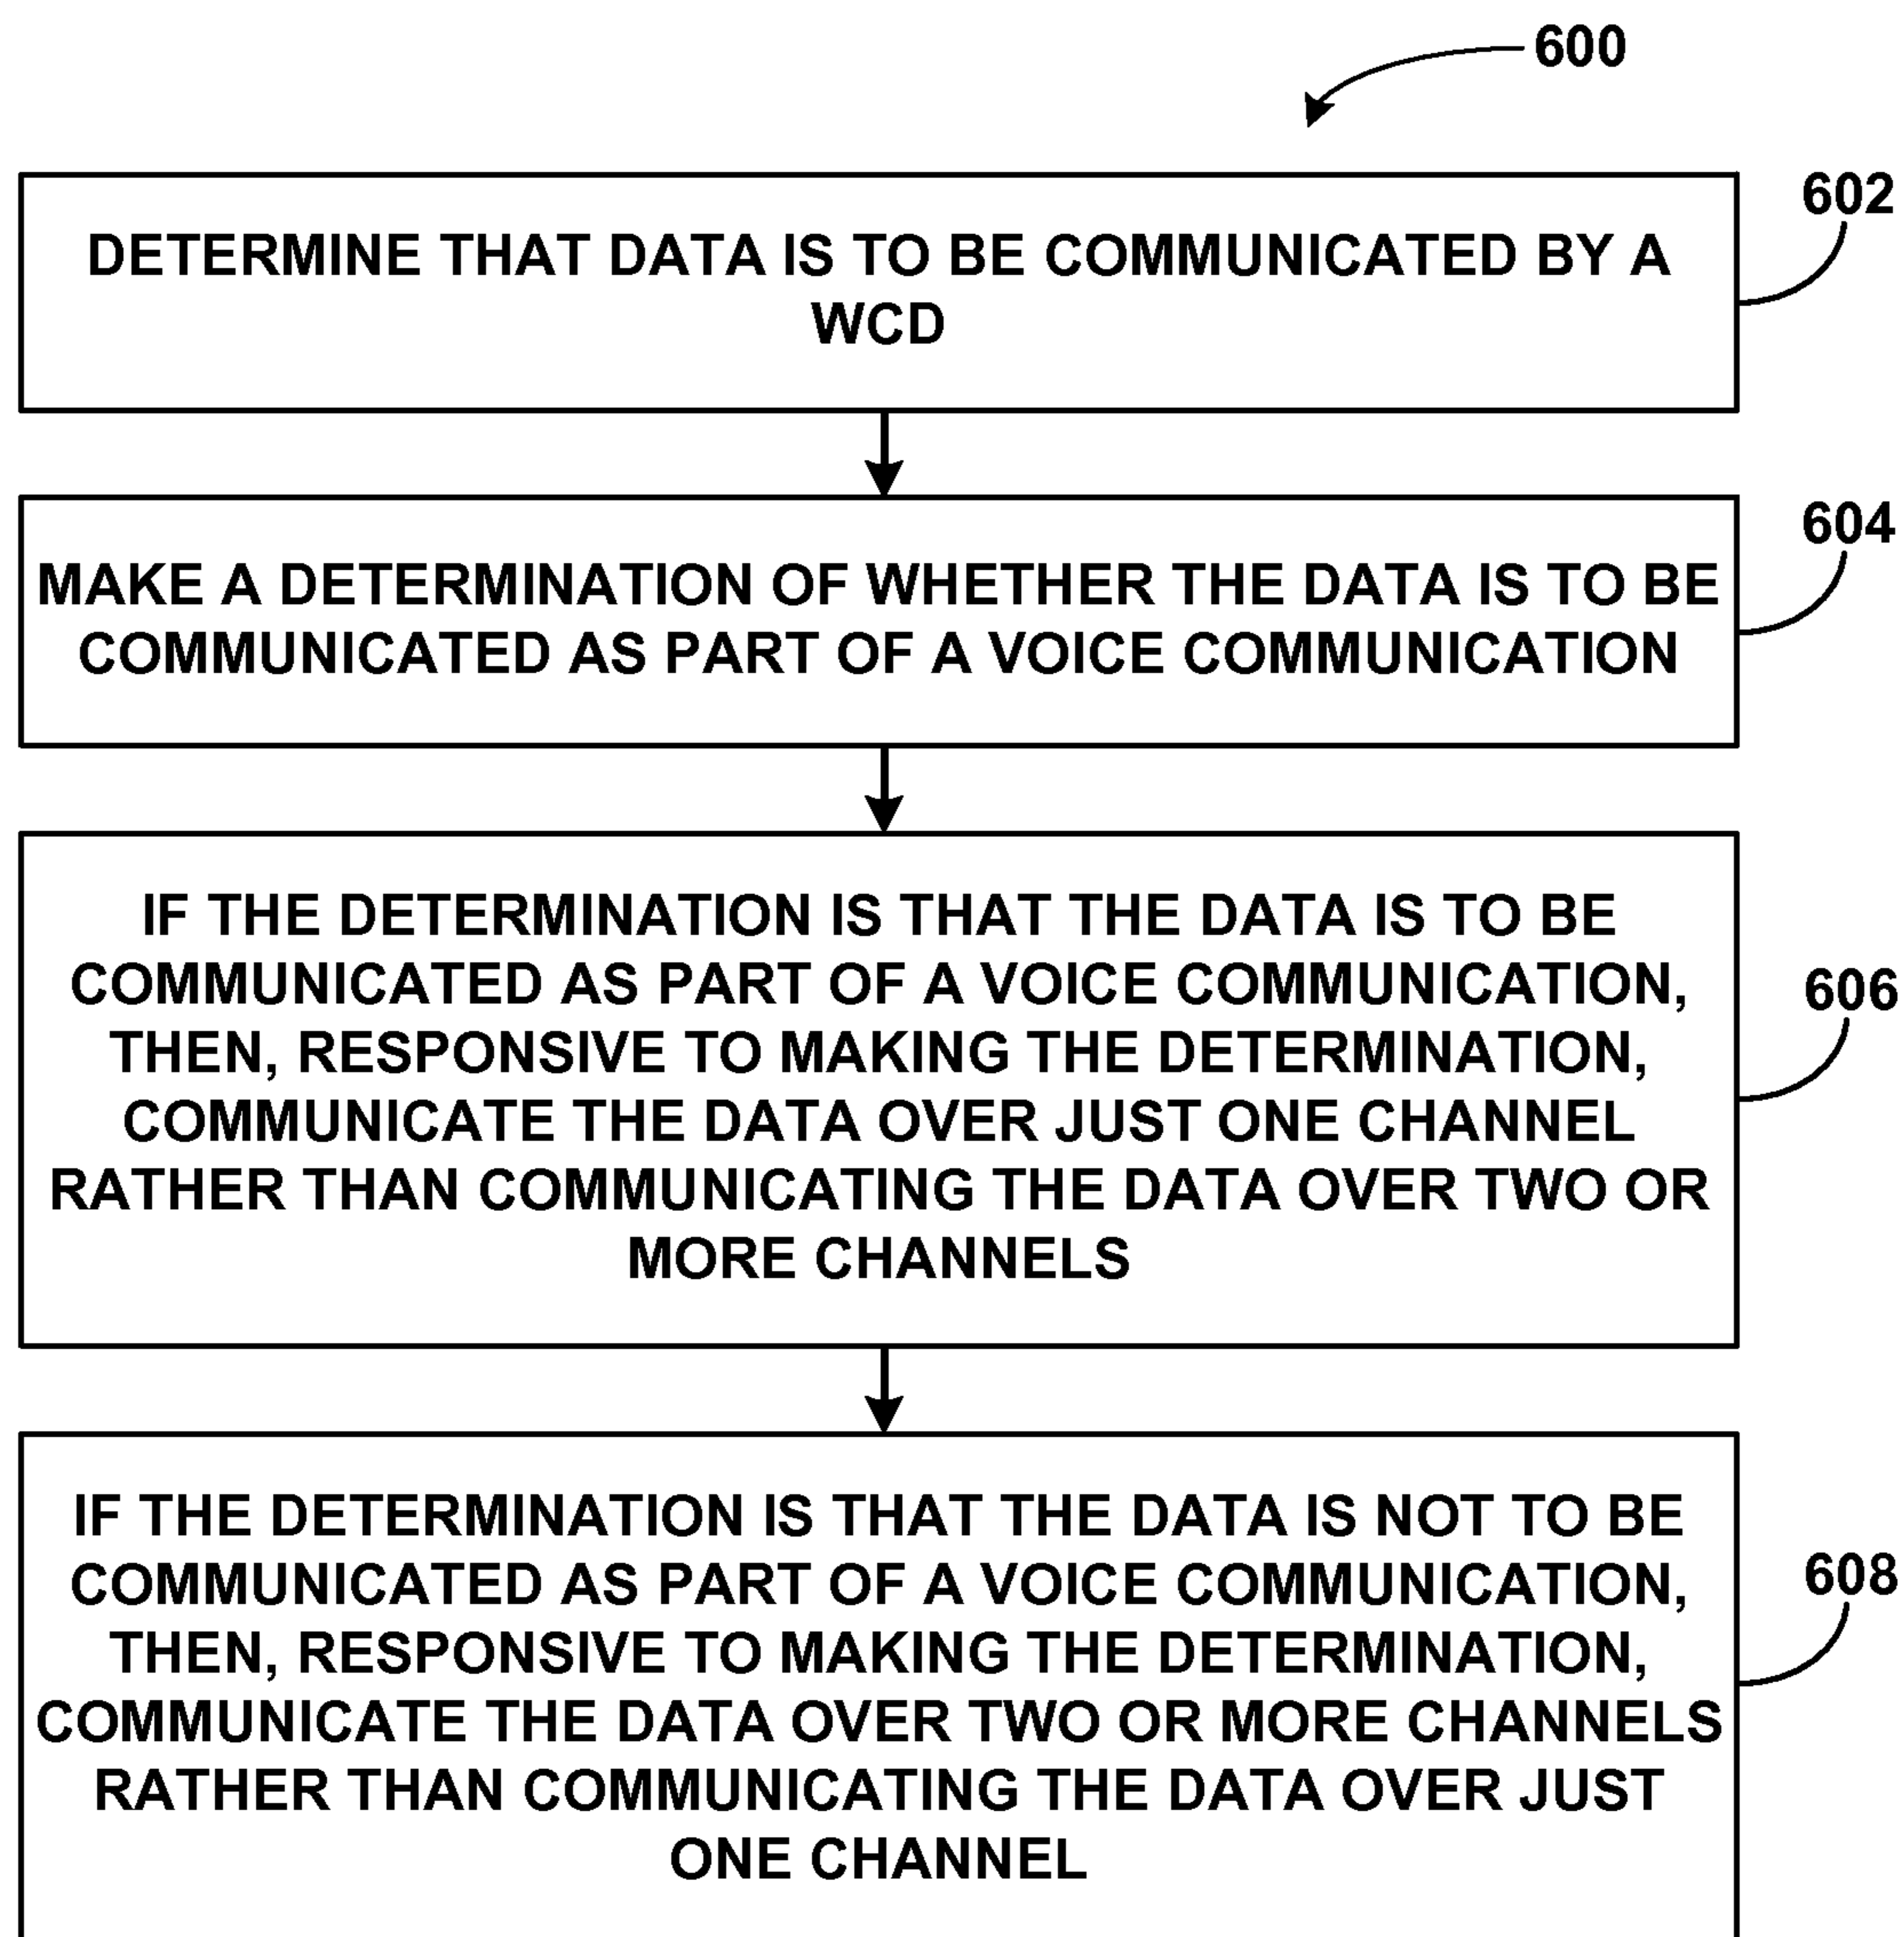 600
602
DETERMINE THAT DATA IS TO BE COMMUNICATED BY A
WCD
604
MAKE A DETERMINATION OF WHETHER THE DATA IS TO BE
COMMUNICATED AS PART OF A VOICE COMMUNICATION
IF THE DETERMINATION IS THAT THE DATA IS TO BE
COMMUNICATED AS PART OF A VOICE COMMUNICATION,
606
THEN, RESPONSIVE TO MAKING THE DETERMINATION,
COMMUNICATE THE DATA OVER JUST ONE CHANNEL
RATHER THAN COMMUNICATING THE DATA OVER TWO OR
MORE CHANNELS
IF THE DETERMINATION IS THAT THE DATA IS NOT TO BE
COMMUNICATED AS PART OF A VOICE COMMUNICATION,
608
THEN, RESPONSIVE TO MAKING THE DETERMINATION,
COMMUNICATE THE DATA OVER TWO OR MORE CHANNELS
RATHER THAN COMMUNICATING THE DATA OVER JUST
ONE CHANNEL